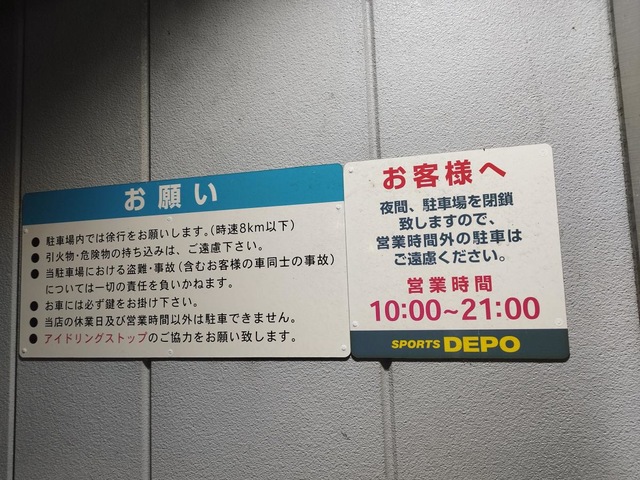 お願い
● 駐車場内では徐行をお願いします。(時速8km以下)
● 引火物・危険物の持ち込みは、ご遠慮下さい。
● 当駐車場における盗難・事故(含むお客様の車同士の事故)
については一切の責任を負いかねます。
● お車には必ず鍵をお掛け下さい。
● 当店の休業日及び営業時間以外は駐車できません。
● アイドリングストップのご協力をお願い致します。
お客様へ
夜間、駐車場を閉鎖
致しますので、
営業時間外の駐車は
ご遠慮ください。
営業時間
10:00~21:00
SPORTS DEPO